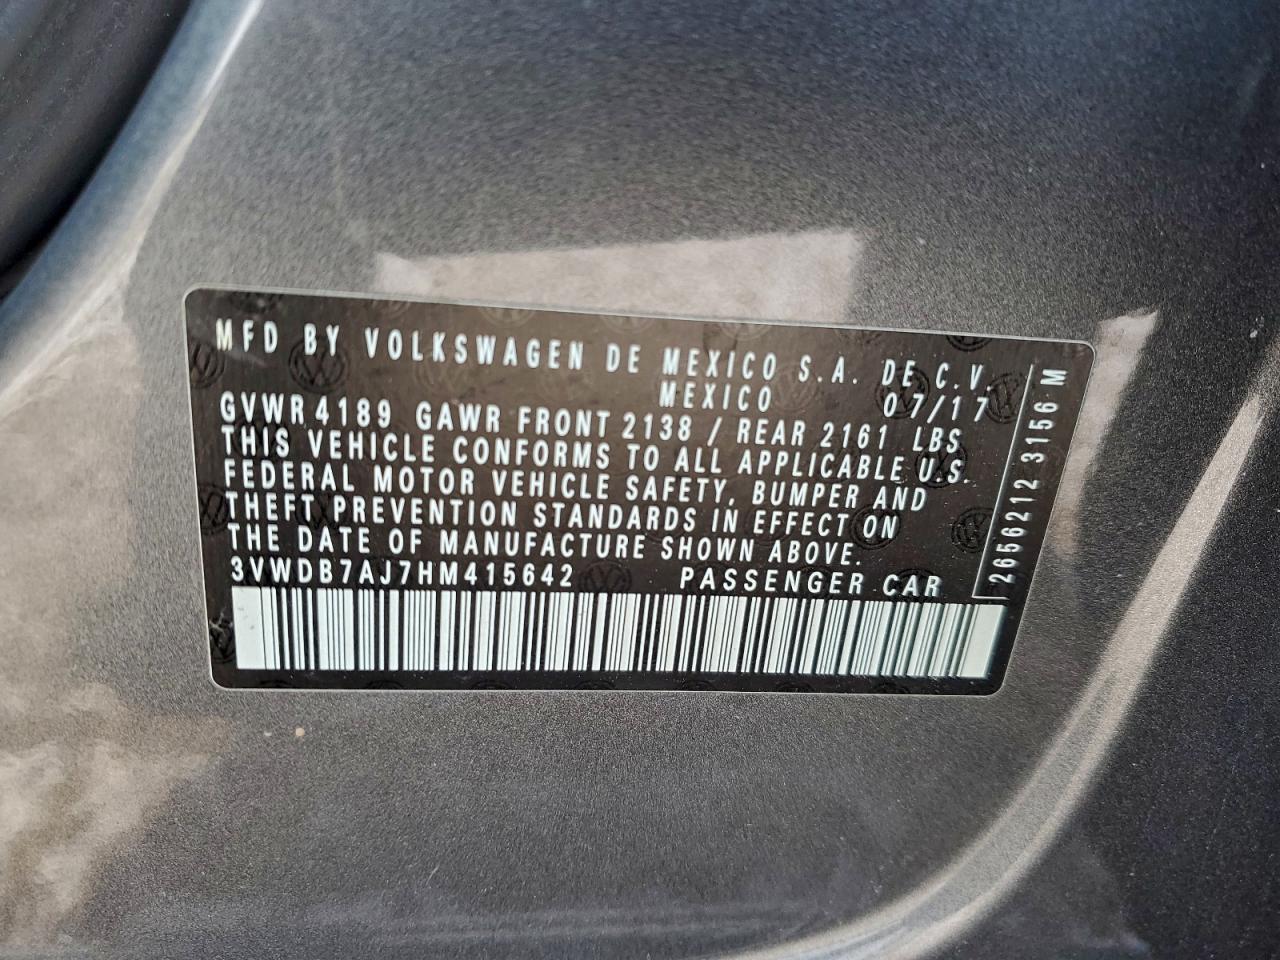 MFD BY VOLKSWAGEN DE MEXICO S.A. DE C.V.
MEXICO 07/17
GVWR 4189 GAWR FRONT 2138 / REAR 2161 LBS
THIS VEHICLE CONFORMS TO ALL APPLICABLE U.S.
FEDERAL MOTOR VEHICLE SAFETY, BUMPER AND
THEFT PREVENTION STANDARDS IN EFFECT ON
THE DATE OF MANUFACTURE SHOWN ABOVE.
3VWDB7AJ7HM415642 PASSENGER CAR
2656212 3156 M